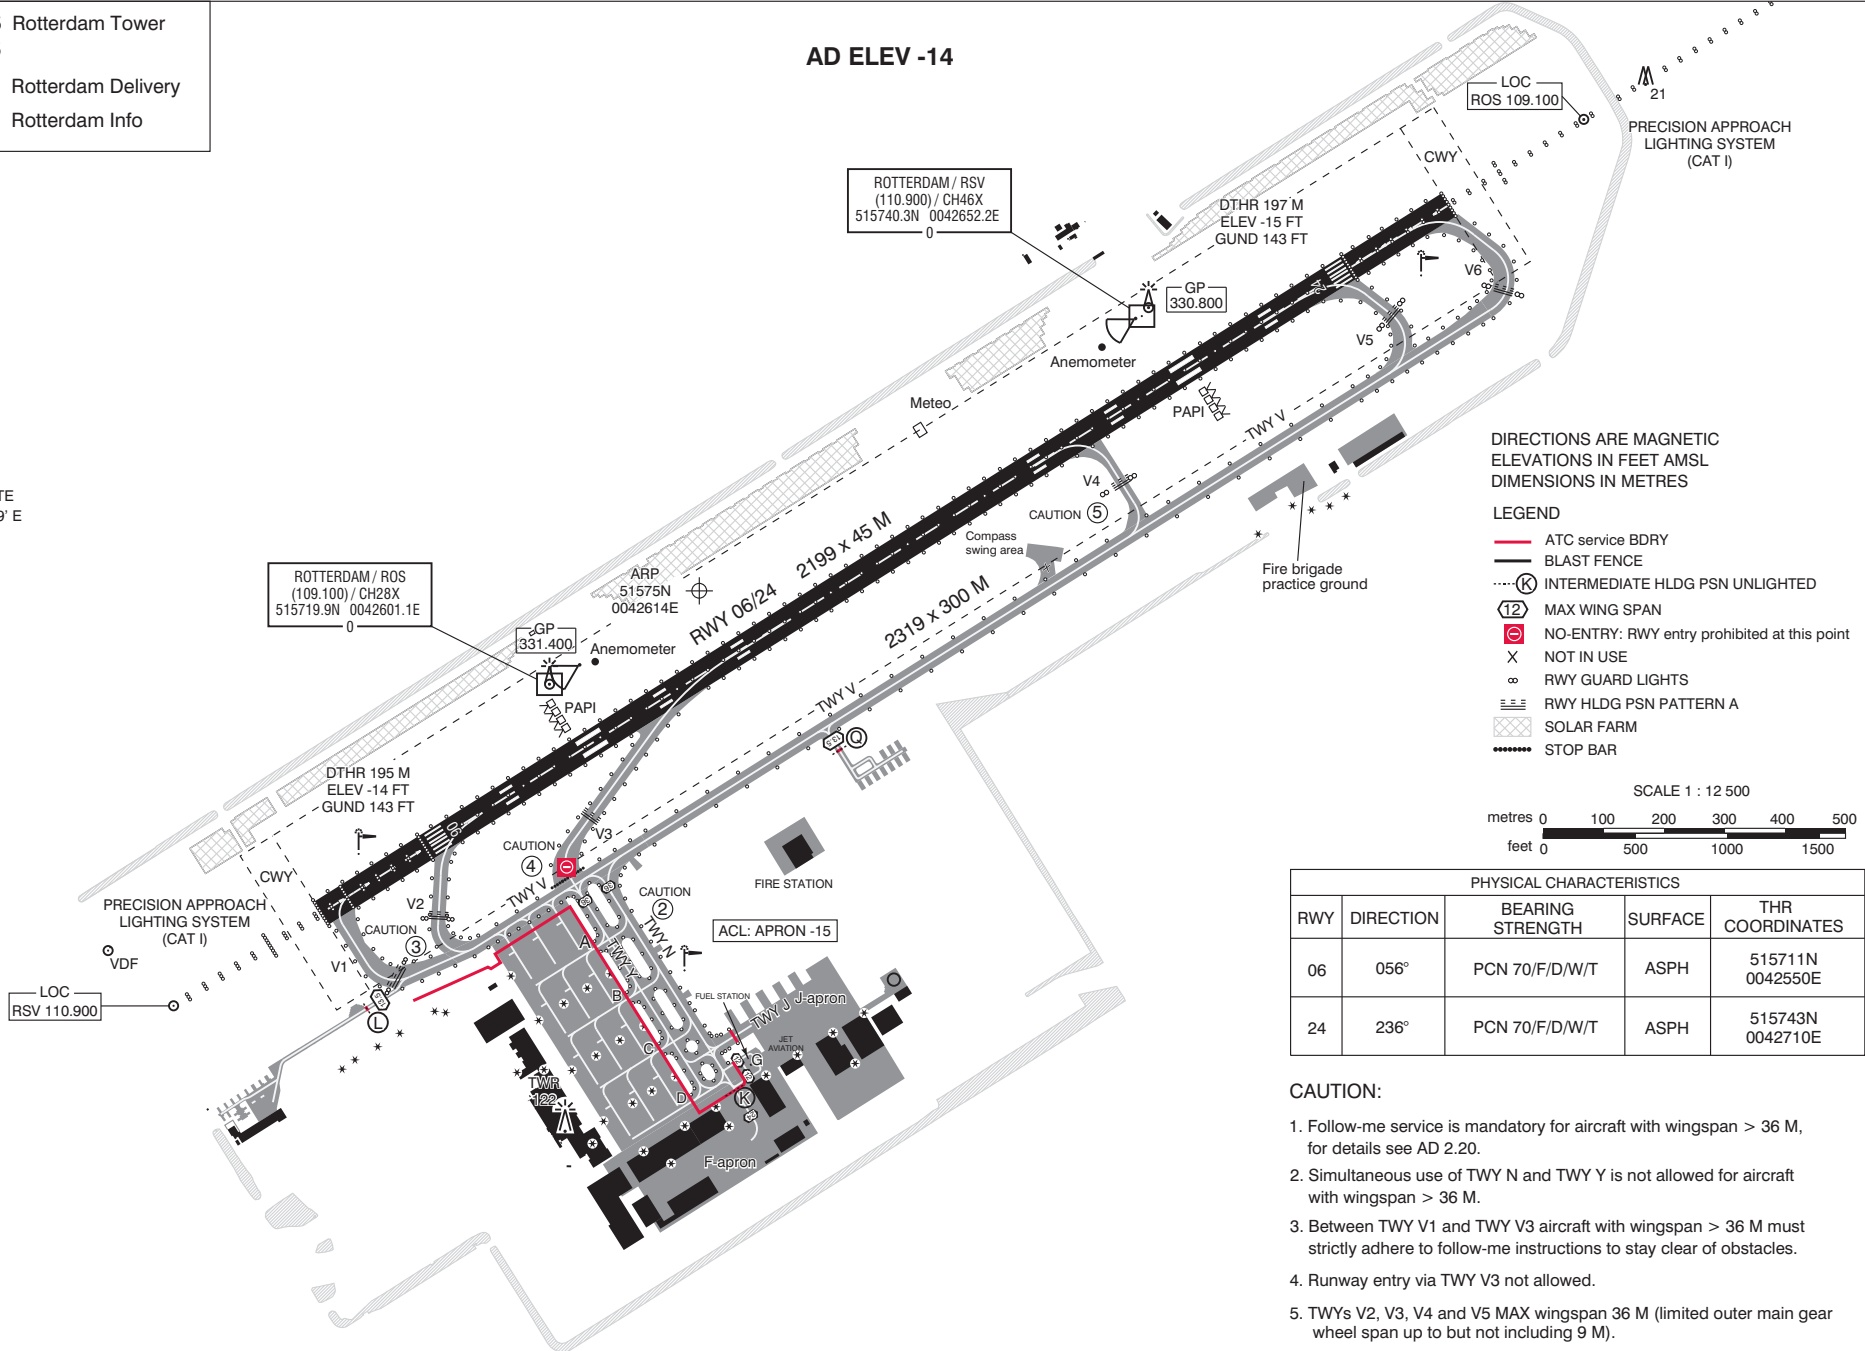 Rotterdam Tower
Rotterdam Delivery
Rotterdam Info
AD ELEV -14
LOC
ROS 109.100
21
PRECISION APPROACH
LIGHTING SYSTEM
(CAT I)
CWY
ROTTERDAM / RSV
(110.900) / CH46X
515740.3N 0042652.2E
0
DTHR 197 M
ELEV -15 FT
GUND 143 FT
GP
330.800
V6
24
V5
Anemometer
PAPI
Meteo
TWY V
V4
CAUTION 5
Compass
swing area
Fire brigade
practice ground
9' E
2199 x 45 M
RWY 06/24
2319 x 300 M
ARP
51575N
0042614E
ROTTERDAM / ROS
(109.100) / CH28X
515719.9N 0042601.1E
0
GP
331.400
Anemometer
PAPI
TWY V
13.5
Q
DTHR 195 M
ELEV -14 FT
GUND 143 FT
06
V3
CAUTION
4
CWY
TWY V
FIRE STATION
V2
CAUTION
2
PRECISION APPROACH
LIGHTING SYSTEM
(CAT I)
CAUTION
3
VDF
V1
36
36
ACL: APRON -15
A
TWY Y
TWY N
LOC
RSV 110.900
13.5
L
B
FUEL STATION
TWY J
J-apron
C
JET
AVIATION
G
TWR
122
D
K
F-apron
DIRECTIONS ARE MAGNETIC
ELEVATIONS IN FEET AMSL
DIMENSIONS IN METRES
LEGEND
ATC service BDRY
BLAST FENCE
K INTERMEDIATE HLDG PSN UNLIGHTED
12 MAX WING SPAN
NO-ENTRY: RWY entry prohibited at this point
NOT IN USE
RWY GUARD LIGHTS
RWY HLDG PSN PATTERN A
SOLAR FARM
STOP BAR
SCALE 1 : 12 500
metres 0 100 200 300 400 500
feet 0 500 1000 1500
PHYSICAL CHARACTERISTICS
RWY DIRECTION BEARING STRENGTH SURFACE THR COORDINATES
06 056° PCN 70/F/D/W/T ASPH 515711N 0042550E
24 236° PCN 70/F/D/W/T ASPH 515743N 0042710E
CAUTION:
1. Follow-me service is mandatory for aircraft with wingspan > 36 M,
for details see AD 2.20.
2. Simultaneous use of TWY N and TWY Y is not allowed for aircraft
with wingspan > 36 M.
3. Between TWY V1 and TWY V3 aircraft with wingspan > 36 M must
strictly adhere to follow-me instructions to stay clear of obstacles.
4. Runway entry via TWY V3 not allowed.
5. TWYs V2, V3, V4 and V5 MAX wingspan 36 M (limited outer main gear
wheel span up to but not including 9 M).